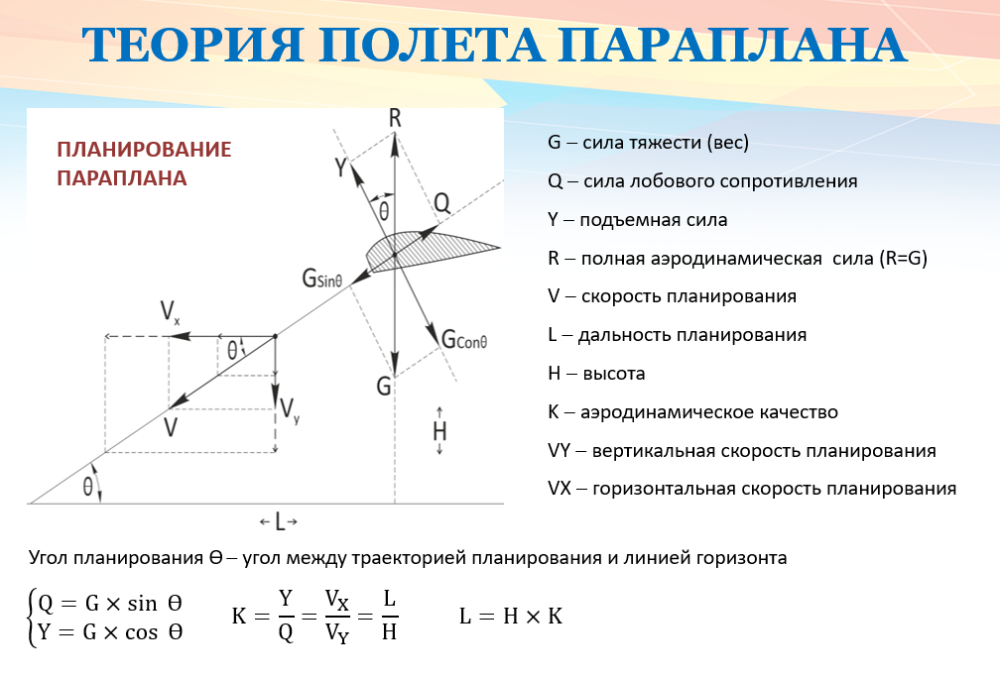 ТЕОРИЯ ПОЛЕТА ПАРАПЛАНА
ПЛАНИРОВАНИЕ
ПАРАПЛАНА
R
Y
θ
Q
GSinθ
Vx
θ
GConθ
G
V
Vy
H
θ
L
G – сила тяжести (вес)
Q – сила лобового сопротивления
Y – подъемная сила
R – полная аэродинамическая сила (R=G)
V – скорость планирования
L – дальность планирования
H – высота
K – аэродинамическое качество
VY – вертикальная скорость планирования
VX – горизонтальная скорость планирования
Угол планирования Ө – угол между траекторией планирования и линией горизонта
Q = G × sin Ө
Y = G × cos Ө
K = Y/Q = VX/VY = L/H
L = H × K